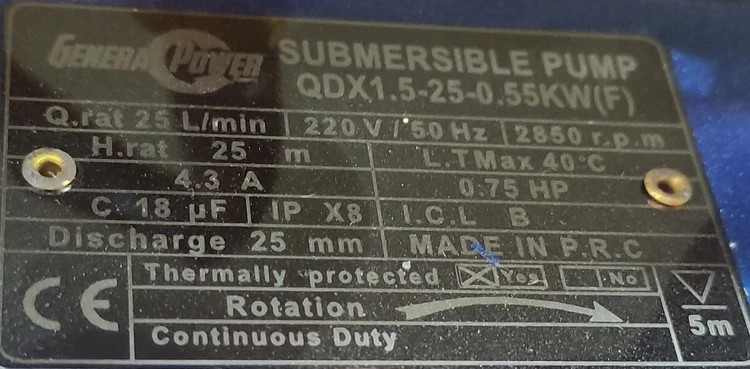 GENERAL POWER
SUBMERSIBLE PUMP
QDX1.5-25-0.55KW(F)
Q.rat 25 L/min 220 V / 50 Hz 2850 r.p.m
H.rat 25 m L.TMax 40°C
4.3 A 0.75 HP
C 18 µF IP X8 I.C.L B
Discharge 25 mm MADE IN P.R.C
Thermally protected Yes No
CE Rotation 5m
Continuous Duty